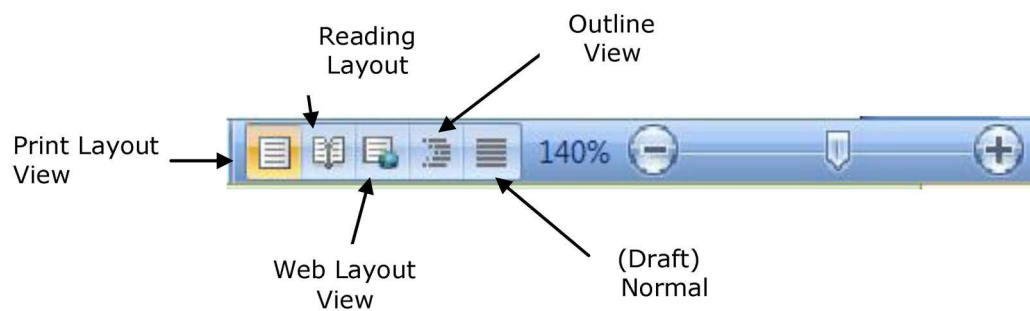 Reading
Layout
Outline
View
Print Layout
View
140%
Web Layout
View
(Draft)
Normal